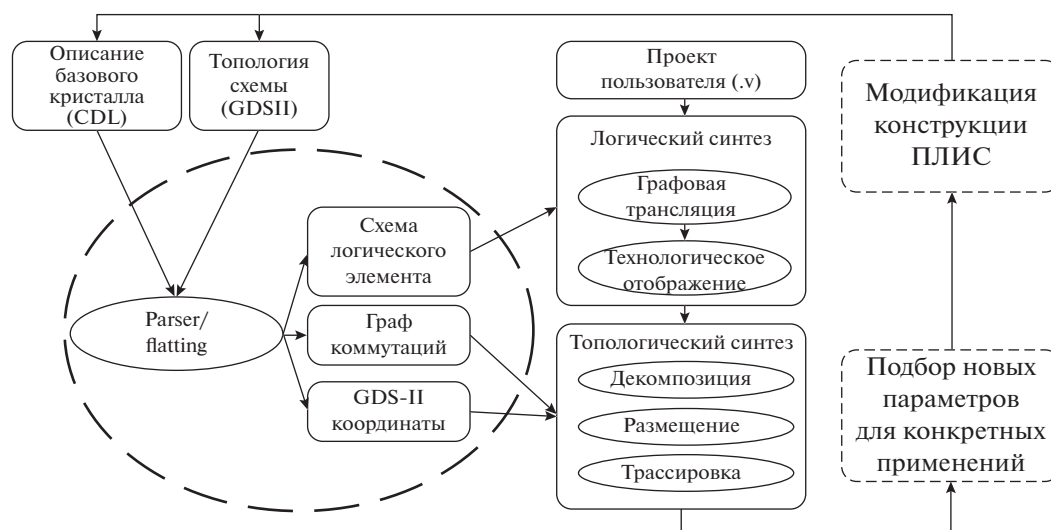 Описание
базового
кристалла
(CDL)
Топология
схемы
(GDSII)
Проект
пользователя (.v)
Модификация
конструкции
ПЛИС
Логический синтез
Графовая
трансляция
Технологическое
отображение
Схема
логического
элемента
Parser/
flatting
Граф
коммутаций
GDS-II
координаты
Топологический синтез
Декомпозиция
Размещение
Трассировка
Подбор новых
параметров
для конкретных
применений